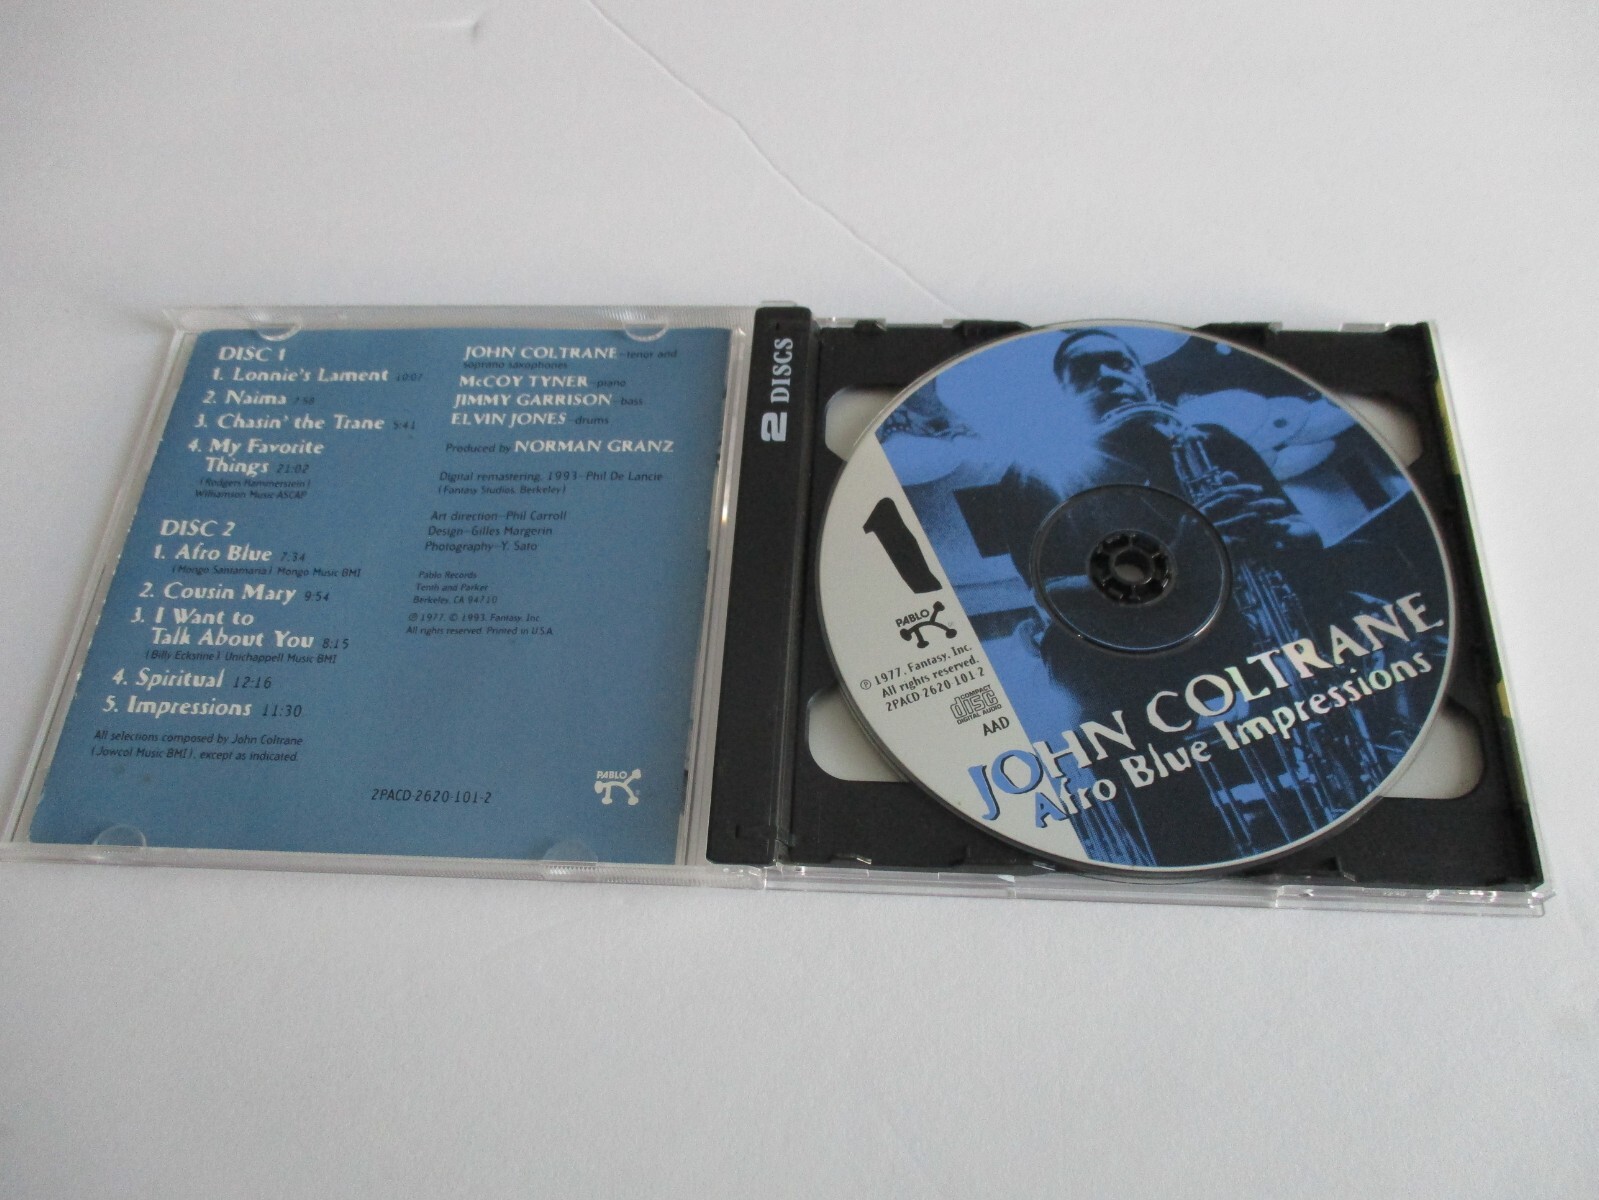 DISC 1
1. Lonnie's Lament 10:07
2. Naima 7:58
3. Chasin' the Trane 5:41
4. My Favorite
Things 21:02
(Rodgers-Hammerstein)
Williamson Music-ASCAP
DISC 2
1. Afro Blue 7:34
(Mongo Santamaria) Mongo Music-BMI
2. Cousin Mary 9:54
3. I Want to
Talk About You 8:15
(Billy Eckstine) Unichappell Music-BMI
4. Spiritual 12:16
5. Impressions 11:30
All selections composed by John Coltrane
(Jowcol Music-BMI), except as indicated.
JOHN COLTRANE–tenor and
soprano saxophones
McCOY TYNER–piano
JIMMY GARRISON–bass
ELVIN JONES–drums
Produced by NORMAN GRANZ
Digital remastering, 1993–Phil De Lancie
(Fantasy Studios, Berkeley)
Art direction–Phil Carroll
Design–Gilles Margerin
Photography–Y. Sato
Pablo Records
Tenth and Parker
Berkeley, CA 94710
℗ 1977, © 1993, Fantasy, Inc.
All rights reserved. Printed in U.S.A.
2PACD-2620-101-2
PABLO
2 DISCS
1
PABLO
℗ 1977, Fantasy, Inc.
All rights reserved.
2PACD-2620-101-2
COMPACT
disc
DIGITAL AUDIO
AAD
JOHN COLTRANE
Afro Blue Impressions